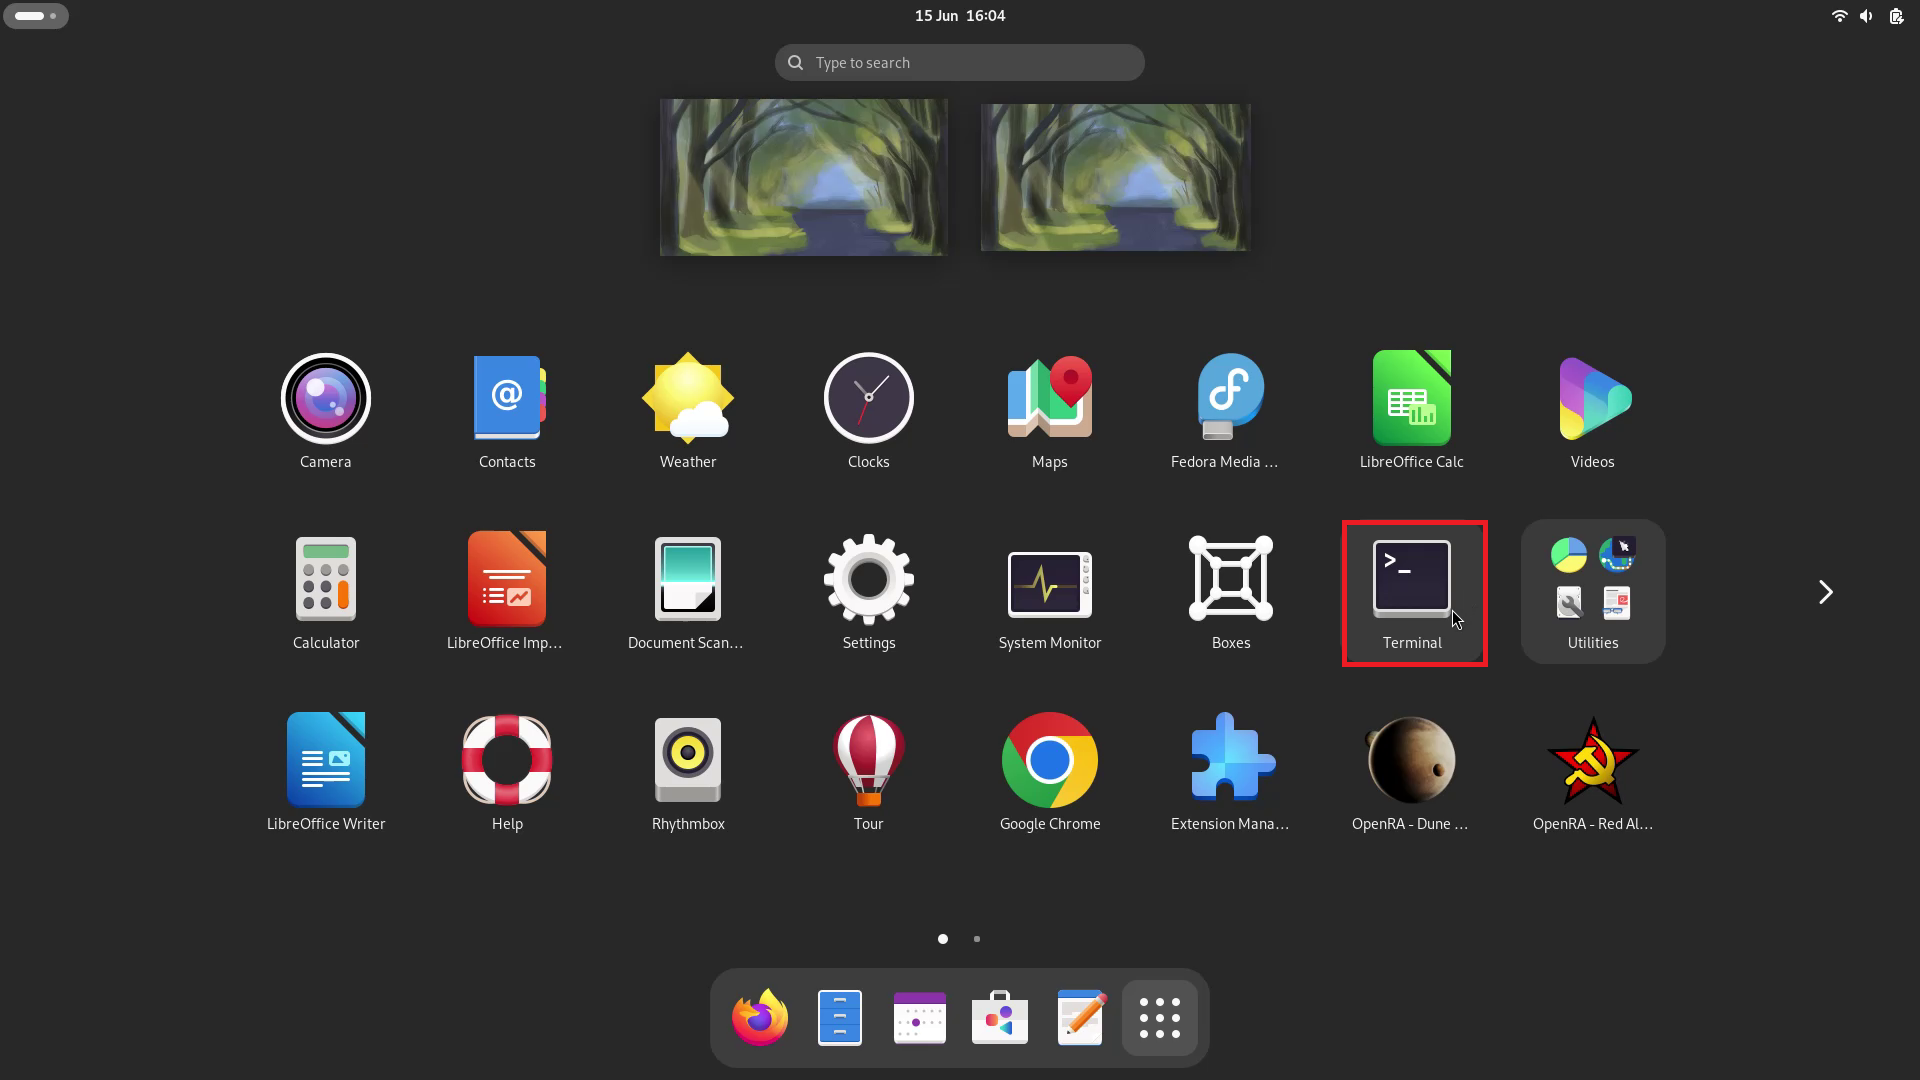 15 Jun 16:04
Type to search
Camera
Contacts
Weather
Clocks
Maps
Fedora Media ...
LibreOffice Calc
Videos
Calculator
LibreOffice Imp...
Document Scan...
Settings
System Monitor
Boxes
>_
Terminal
Utilities
LibreOffice Writer
Help
Rhythmbox
Tour
Google Chrome
Extension Mana...
OpenRA - Dune ...
OpenRA - Red Al...